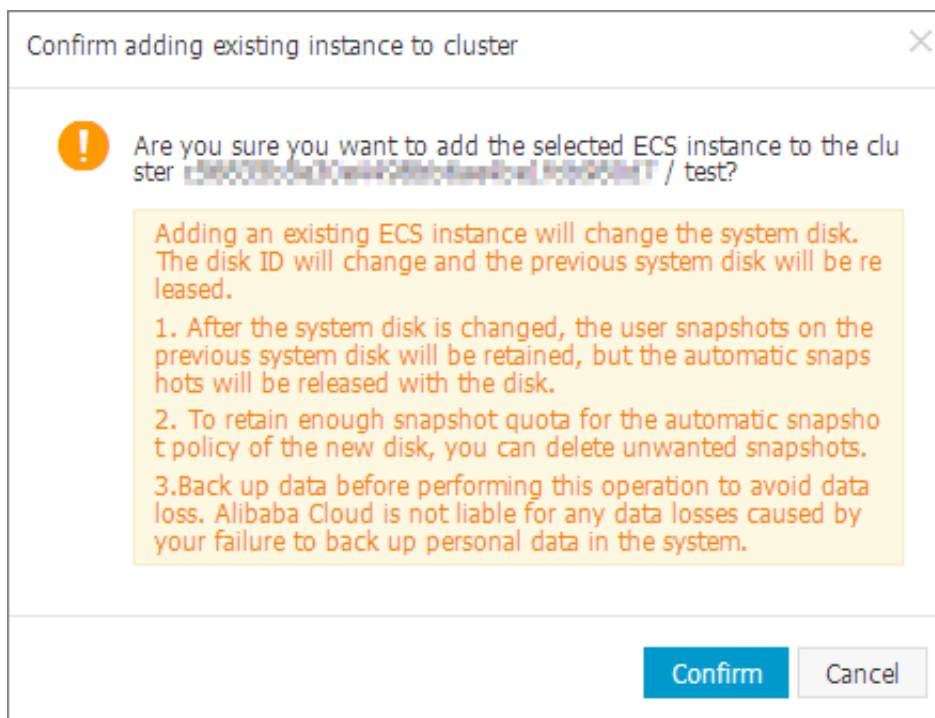 Confirm adding existing instance to cluster
Are you sure you want to add the selected ECS instance to the clu
ster / test?
Adding an existing ECS instance will change the system disk.
The disk ID will change and the previous system disk will be re
leased.
1. After the system disk is changed, the user snapshots on the
previous system disk will be retained, but the automatic snaps
hots will be released with the disk.
2. To retain enough snapshot quota for the automatic snapsho
t policy of the new disk, you can delete unwanted snapshots.
3.Back up data before performing this operation to avoid data
loss. Alibaba Cloud is not liable for any data losses caused by
your failure to back up personal data in the system.
Confirm Cancel